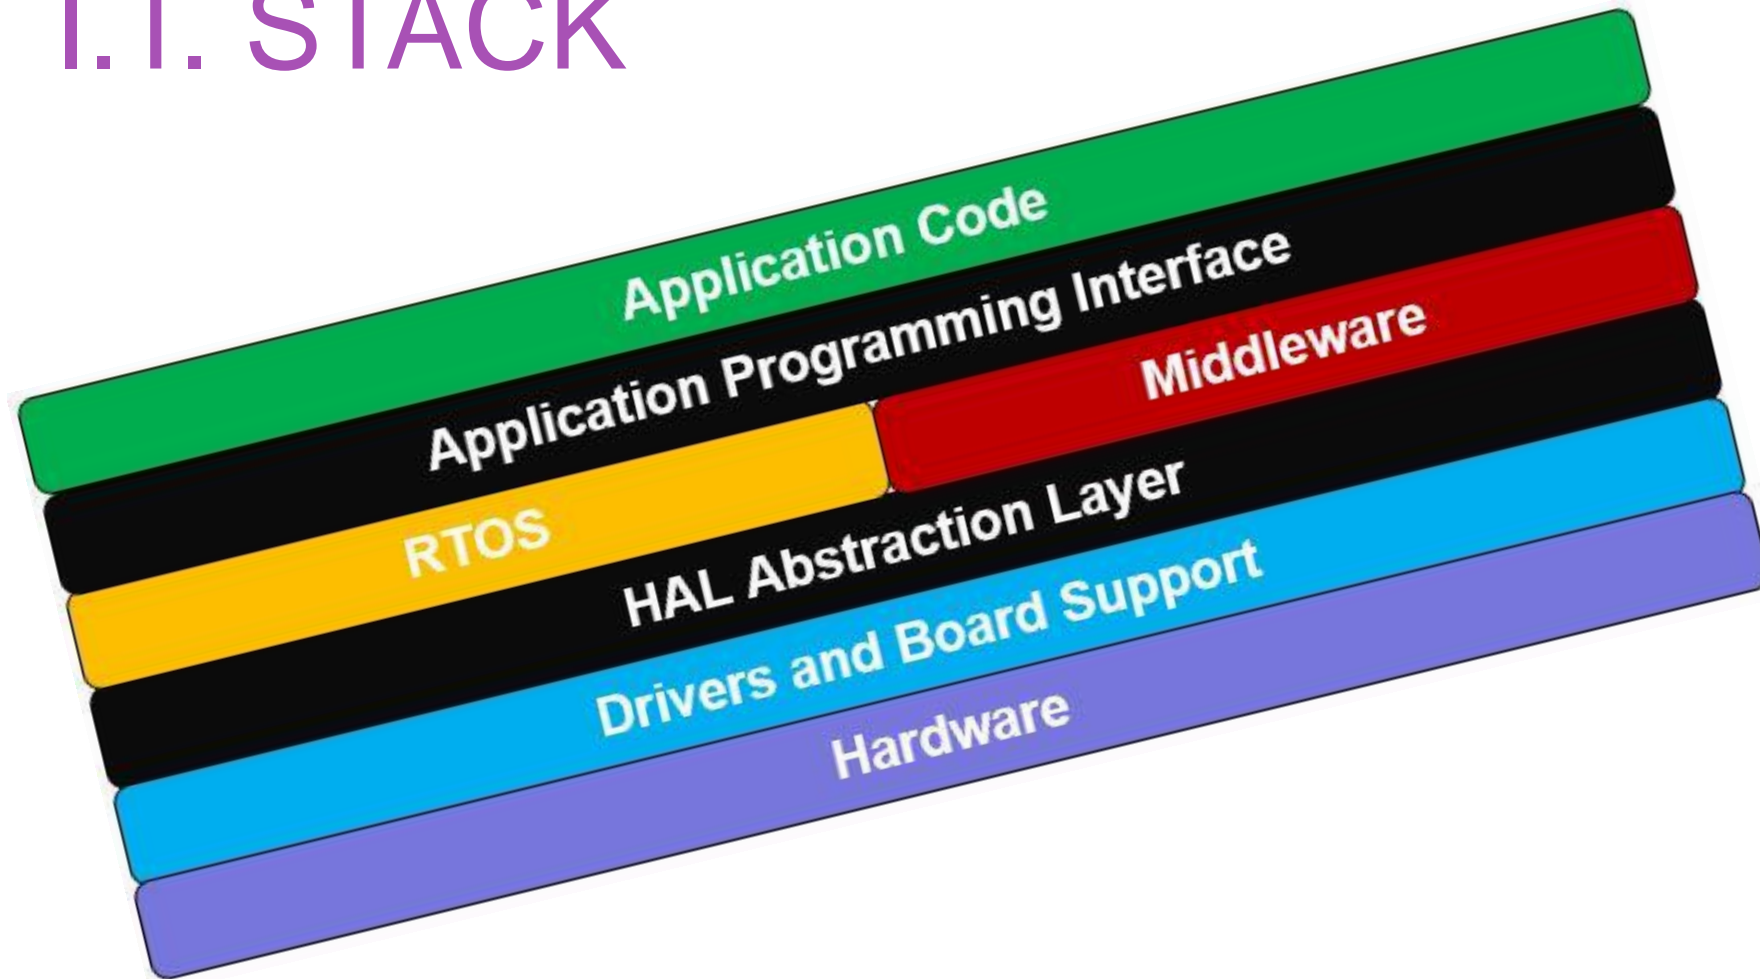 I.T. STACK
Application Code
Application Programming Interface
RTOS
Middleware
HAL Abstraction Layer
Drivers and Board Support
Hardware